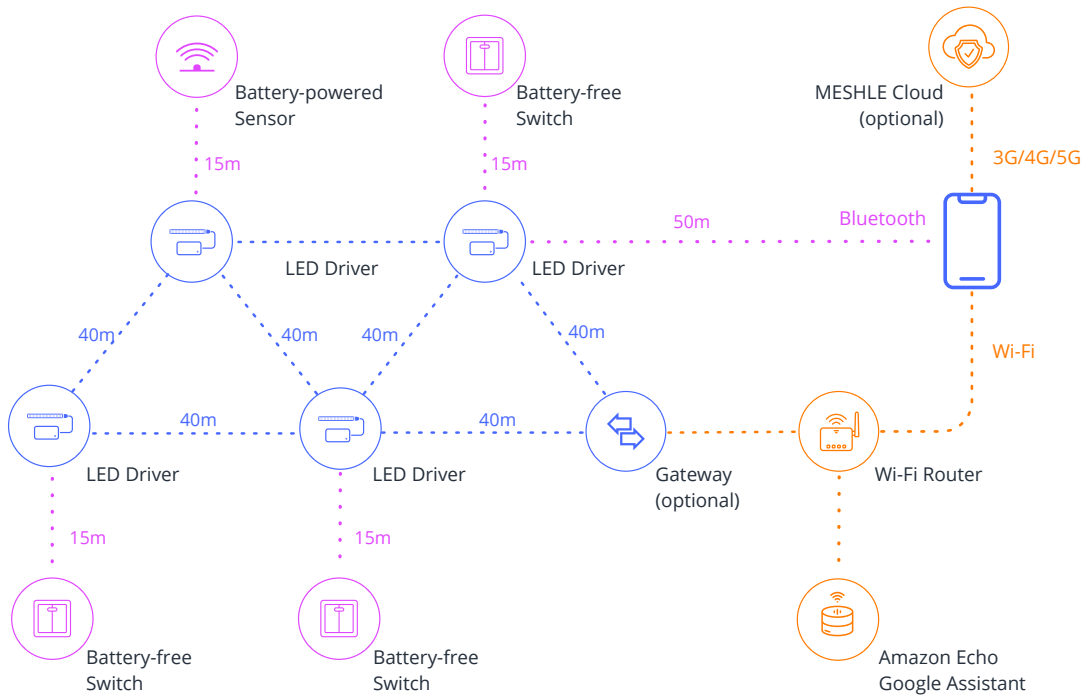 Battery-powered
Sensor
Battery-free
Switch
MESHLE Cloud
(optional)
15m
15m
3G/4G/5G
50m
Bluetooth
LED Driver
LED Driver
40m
40m
40m
40m
Wi-Fi
40m
40m
LED Driver
LED Driver
Gateway
(optional)
Wi-Fi Router
15m
15m
Battery-free
Switch
Battery-free
Switch
Amazon Echo
Google Assistant